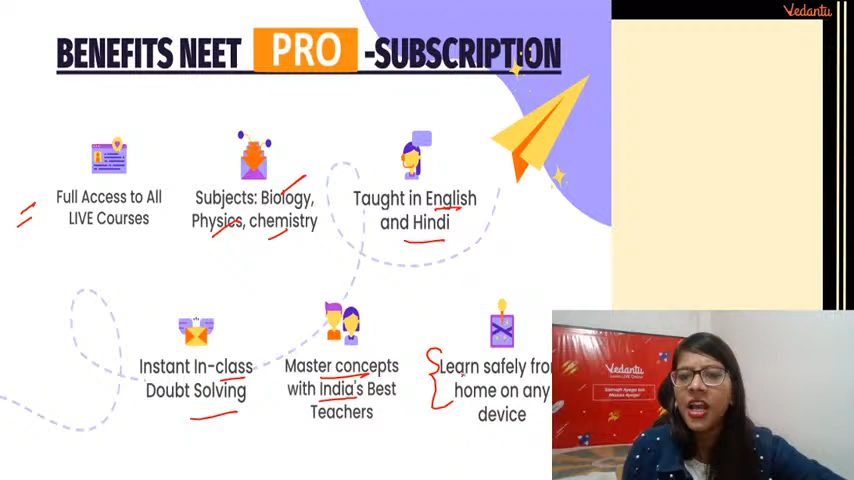 Vedantu
BENEFITS NEET PRO -SUBSCRIPTION
Full Access to All
LIVE Courses
Subjects: Biology,
Physics, chemistry
Taught in English
and Hindi
Instant In-class
Doubt Solving
Master concepts
with India's Best
Teachers
Learn safely fro
home on any
device
Vedantu